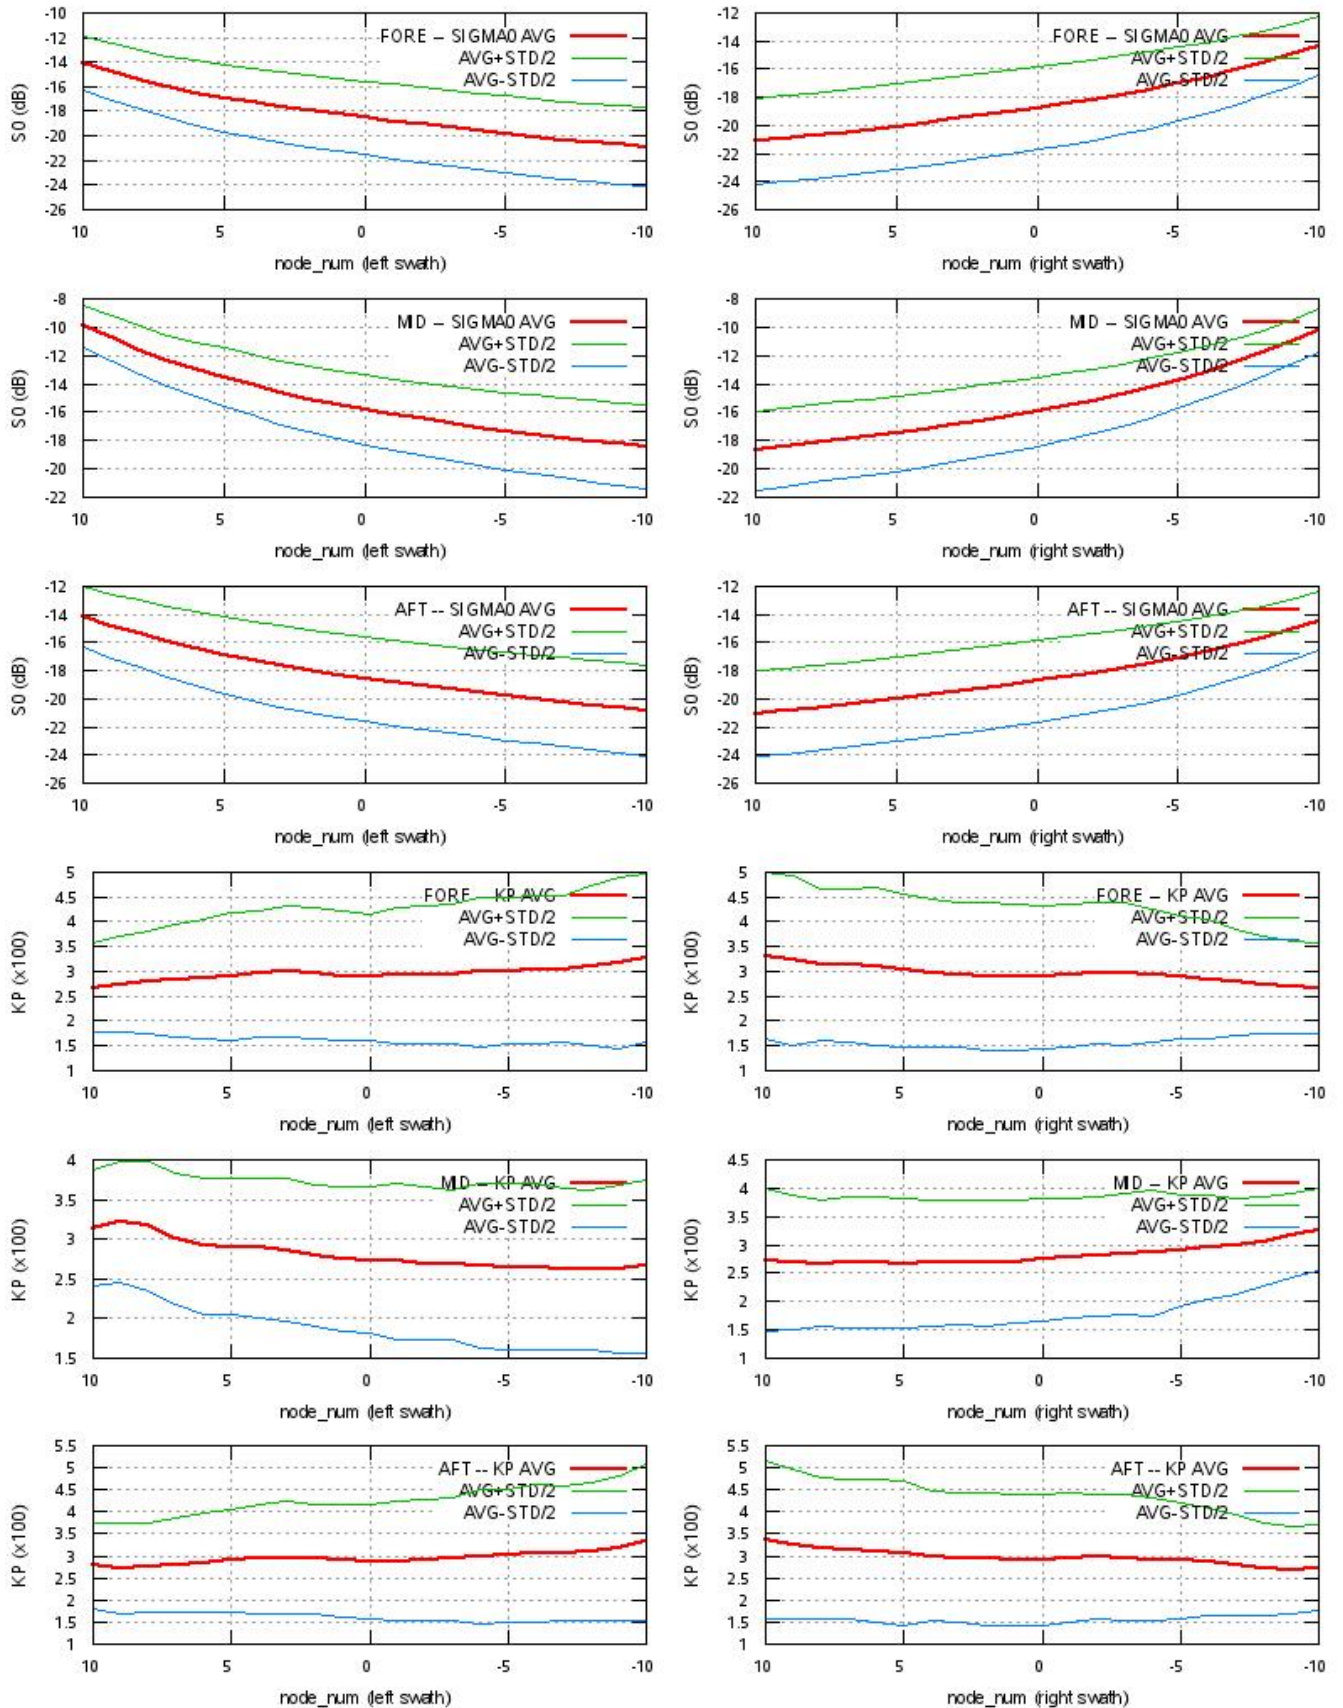 -10
-12
-14
-16
-18
-20
-22
-24
-26
S0 (dB)
FORE – SIGMA0 AVG
AVG+STD/2
AVG-STD/2
10 5 0 -5 -10
node_num (left swath)
-12
-14
-16
-18
-20
-22
-24
-26
S0 (dB)
FORE – SIGMA0 AVG
AVG+STD/2
AVG-STD/2
10 5 0 -5 -10
node_num (right swath)
-8
-10
-12
-14
-16
-18
-20
-22
S0 (dB)
MID – SIGMA0 AVG
AVG+STD/2
AVG-STD/2
10 5 0 -5 -10
node_num (left swath)
-8
-10
-12
-14
-16
-18
-20
-22
S0 (dB)
MID – SIGMA0 AVG
AVG+STD/2
AVG-STD/2
10 5 0 -5 -10
node_num (right swath)
-12
-14
-16
-18
-20
-22
-24
-26
S0 (dB)
AFT -- SIGMA0 AVG
AVG+STD/2
AVG-STD/2
10 5 0 -5 -10
node_num (left swath)
-12
-14
-16
-18
-20
-22
-24
-26
S0 (dB)
AFT -- SIGMA0 AVG
AVG+STD/2
AVG-STD/2
10 5 0 -5 -10
node_num (right swath)
5
4.5
4
3.5
3
2.5
2
1.5
1
KP (x100)
FORE – KP AVG
AVG+STD/2
AVG-STD/2
10 5 0 -5 -10
node_num (left swath)
5
4.5
4
3.5
3
2.5
2
1.5
1
KP (x100)
FORE – KP AVG
AVG+STD/2
AVG-STD/2
10 5 0 -5 -10
node_num (right swath)
4
3.5
3
2.5
2
1.5
KP (x100)
MID – KP AVG
AVG+STD/2
AVG-STD/2
10 5 0 -5 -10
node_num (left swath)
4.5
4
3.5
3
2.5
2
1.5
1
KP (x100)
MID – KP AVG
AVG+STD/2
AVG-STD/2
10 5 0 -5 -10
node_num (right swath)
5.5
5
4.5
4
3.5
3
2.5
2
1.5
1
KP (x100)
AFT -- KP AVG
AVG+STD/2
AVG-STD/2
10 5 0 -5 -10
node_num (left swath)
5.5
5
4.5
4
3.5
3
2.5
2
1.5
1
KP (x100)
AFT -- KP AVG
AVG+STD/2
AVG-STD/2
10 5 0 -5 -10
node_num (right swath)